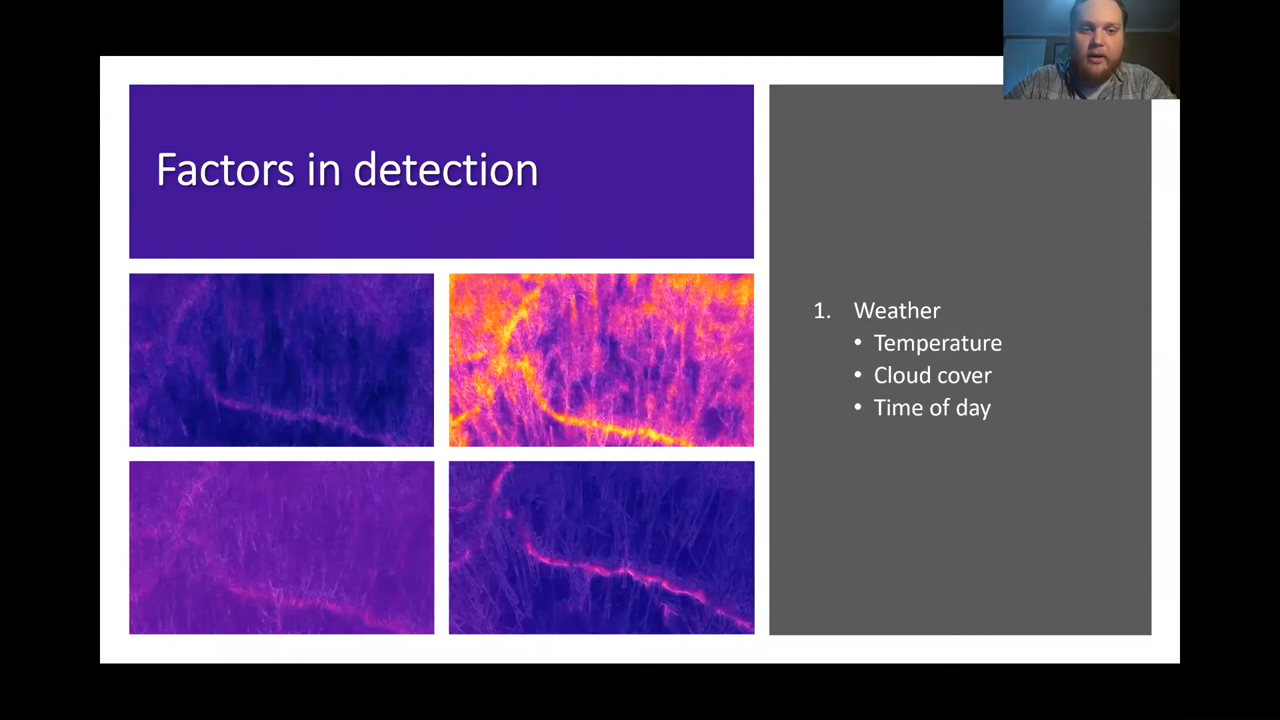 Factors in detection
1. Weather
• Temperature
• Cloud cover
• Time of day